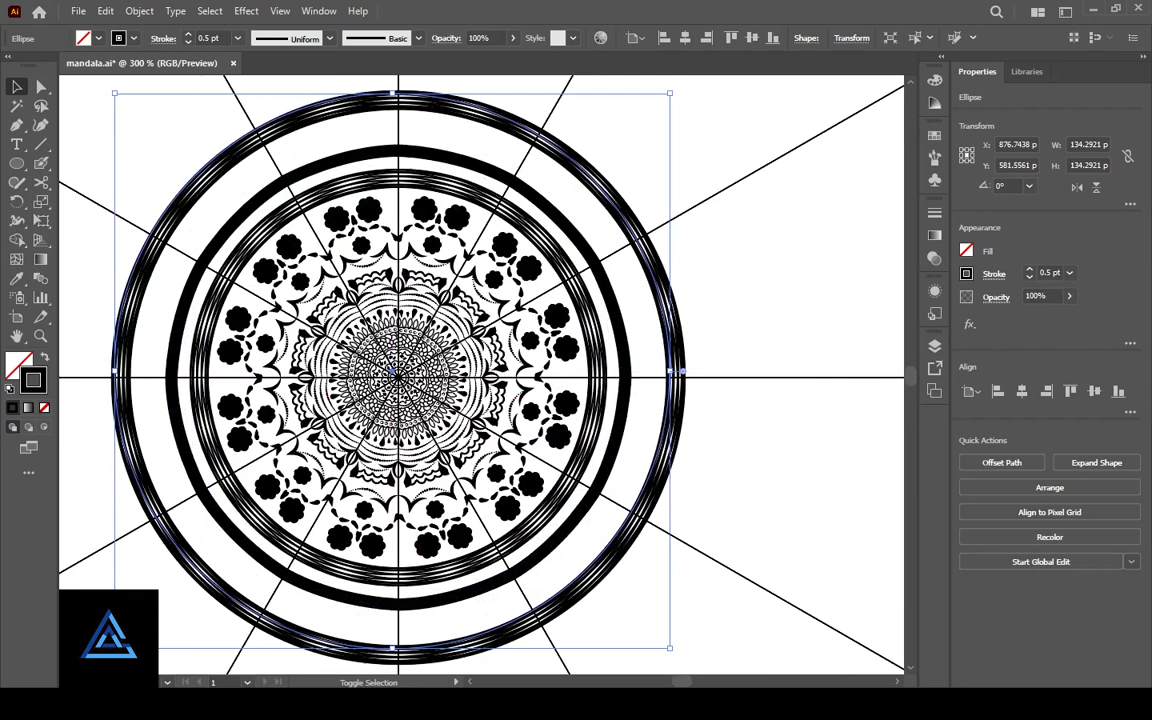 Ai File Edit Object Type Select Effect View Window Help
Ellipse Stroke: 0.5 pt Uniform Basic Opacity: 100% Style: Shape: Transform
mandala.ai* @ 300 % (RGB/Preview)
Properties Libraries
Ellipse
Transform
X: 876.7438 p W: 134.2921 p
Y: 581.5561 p H: 134.2921 p
0°
Appearance
Fill
Stroke 0.5 pt
Opacity 100%
fx.
Align
Quick Actions
Offset Path Expand Shape
Arrange
Align to Pixel Grid
Recolor
Start Global Edit
1 Toggle Selection